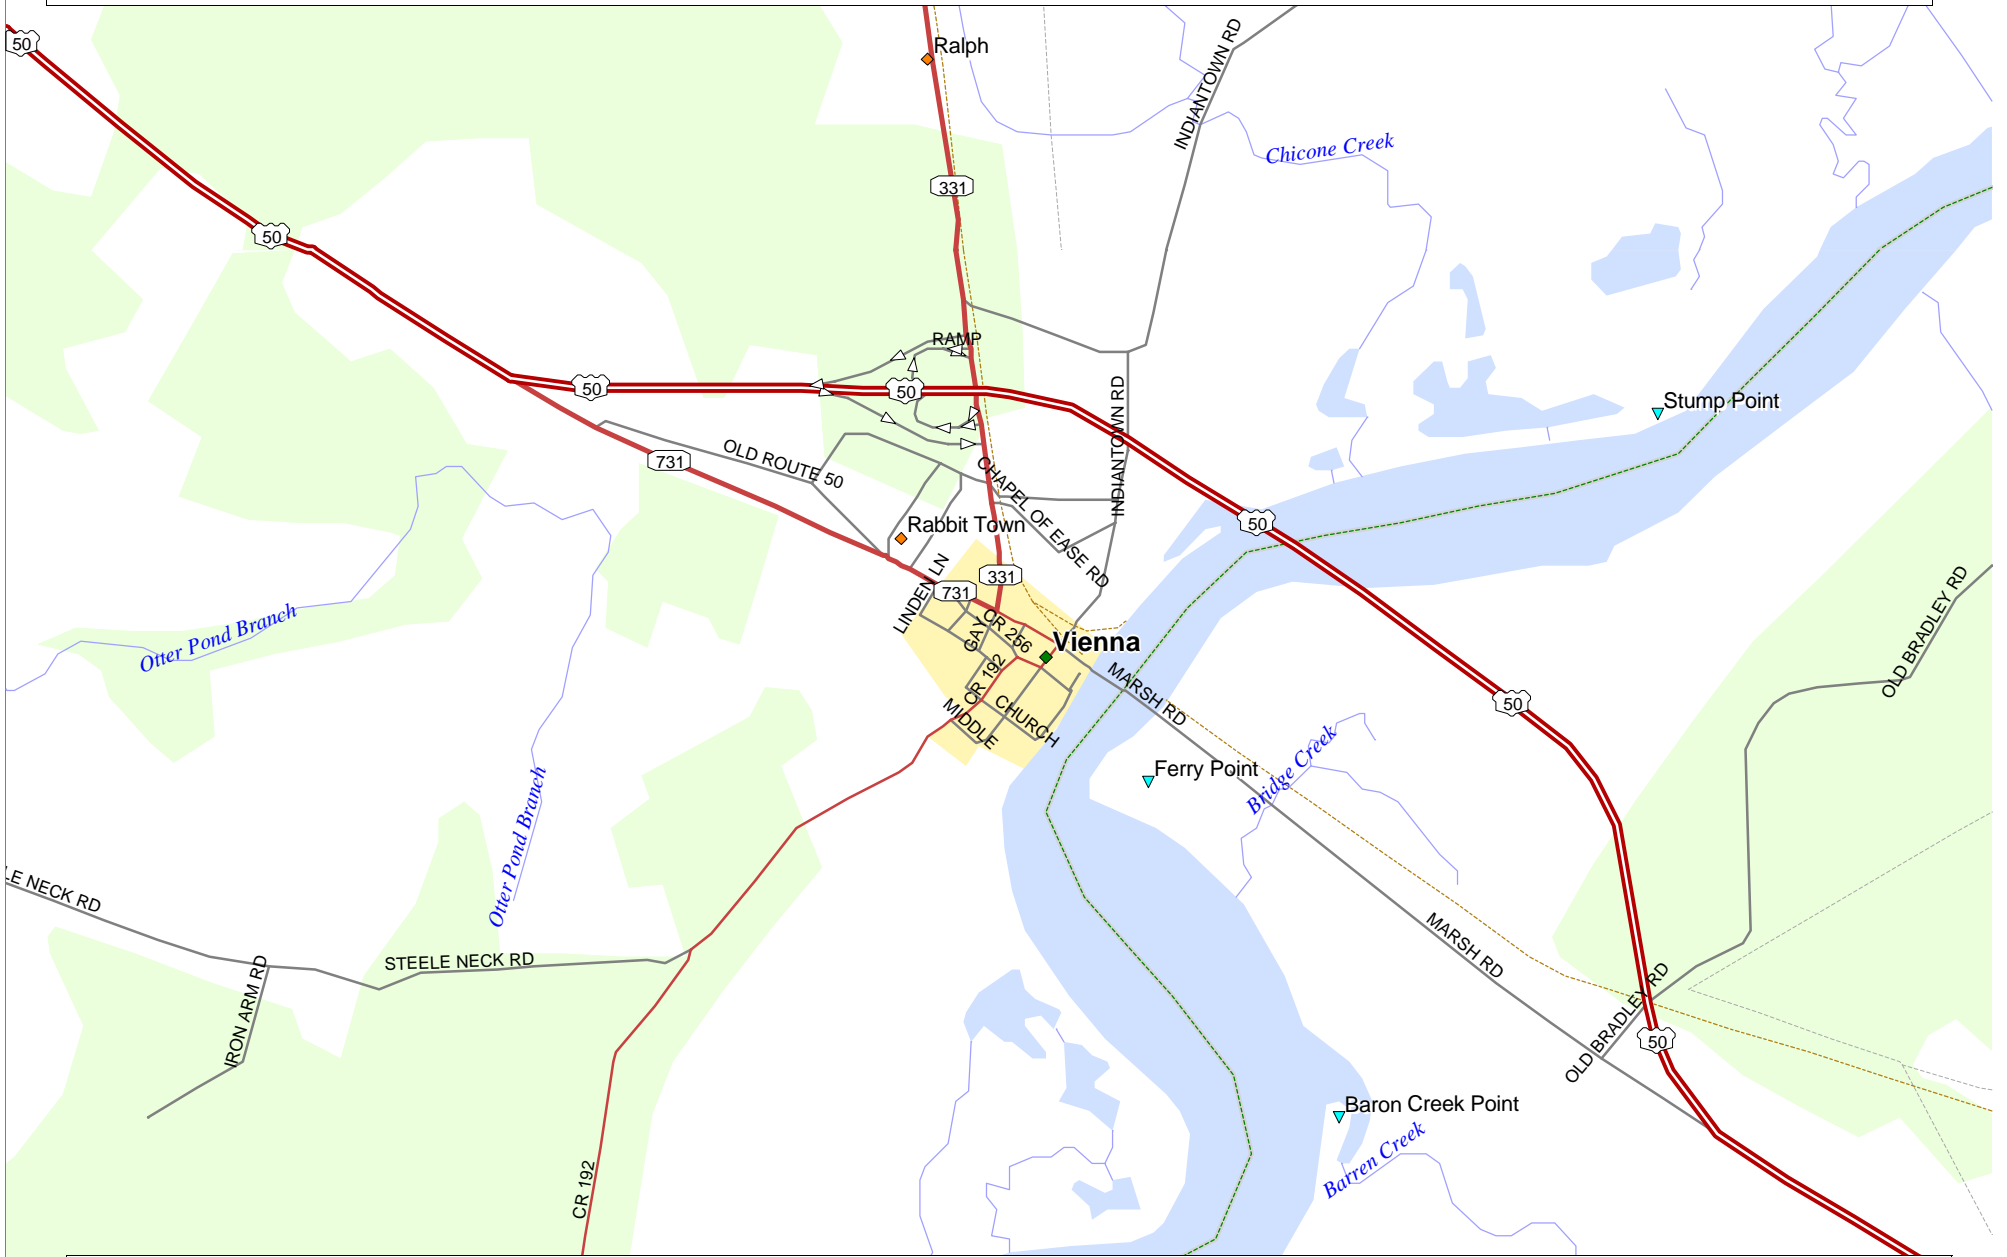 50
Ralph
INDIANTOWN RD
Chicone Creek
331
50
RAMP
50
50
INDIANTOWN RD
Stump Point
OLD ROUTE 50
731
CHAPEL OF EASE RD
Rabbit Town
50
LINDEN LN
331
731
CR 256
GAY
Vienna
OLD BRADLEY RD
Otter Pond Branch
CR 192
MARSH RD
50
MIDDLE
CHURCH
Ferry Point
Bridge Creek
Otter Pond Branch
LE NECK RD
MARSH RD
STEELE NECK RD
IRON ARM RD
OLD BRADLEY RD
50
Baron Creek Point
Barren Creek
CR 192